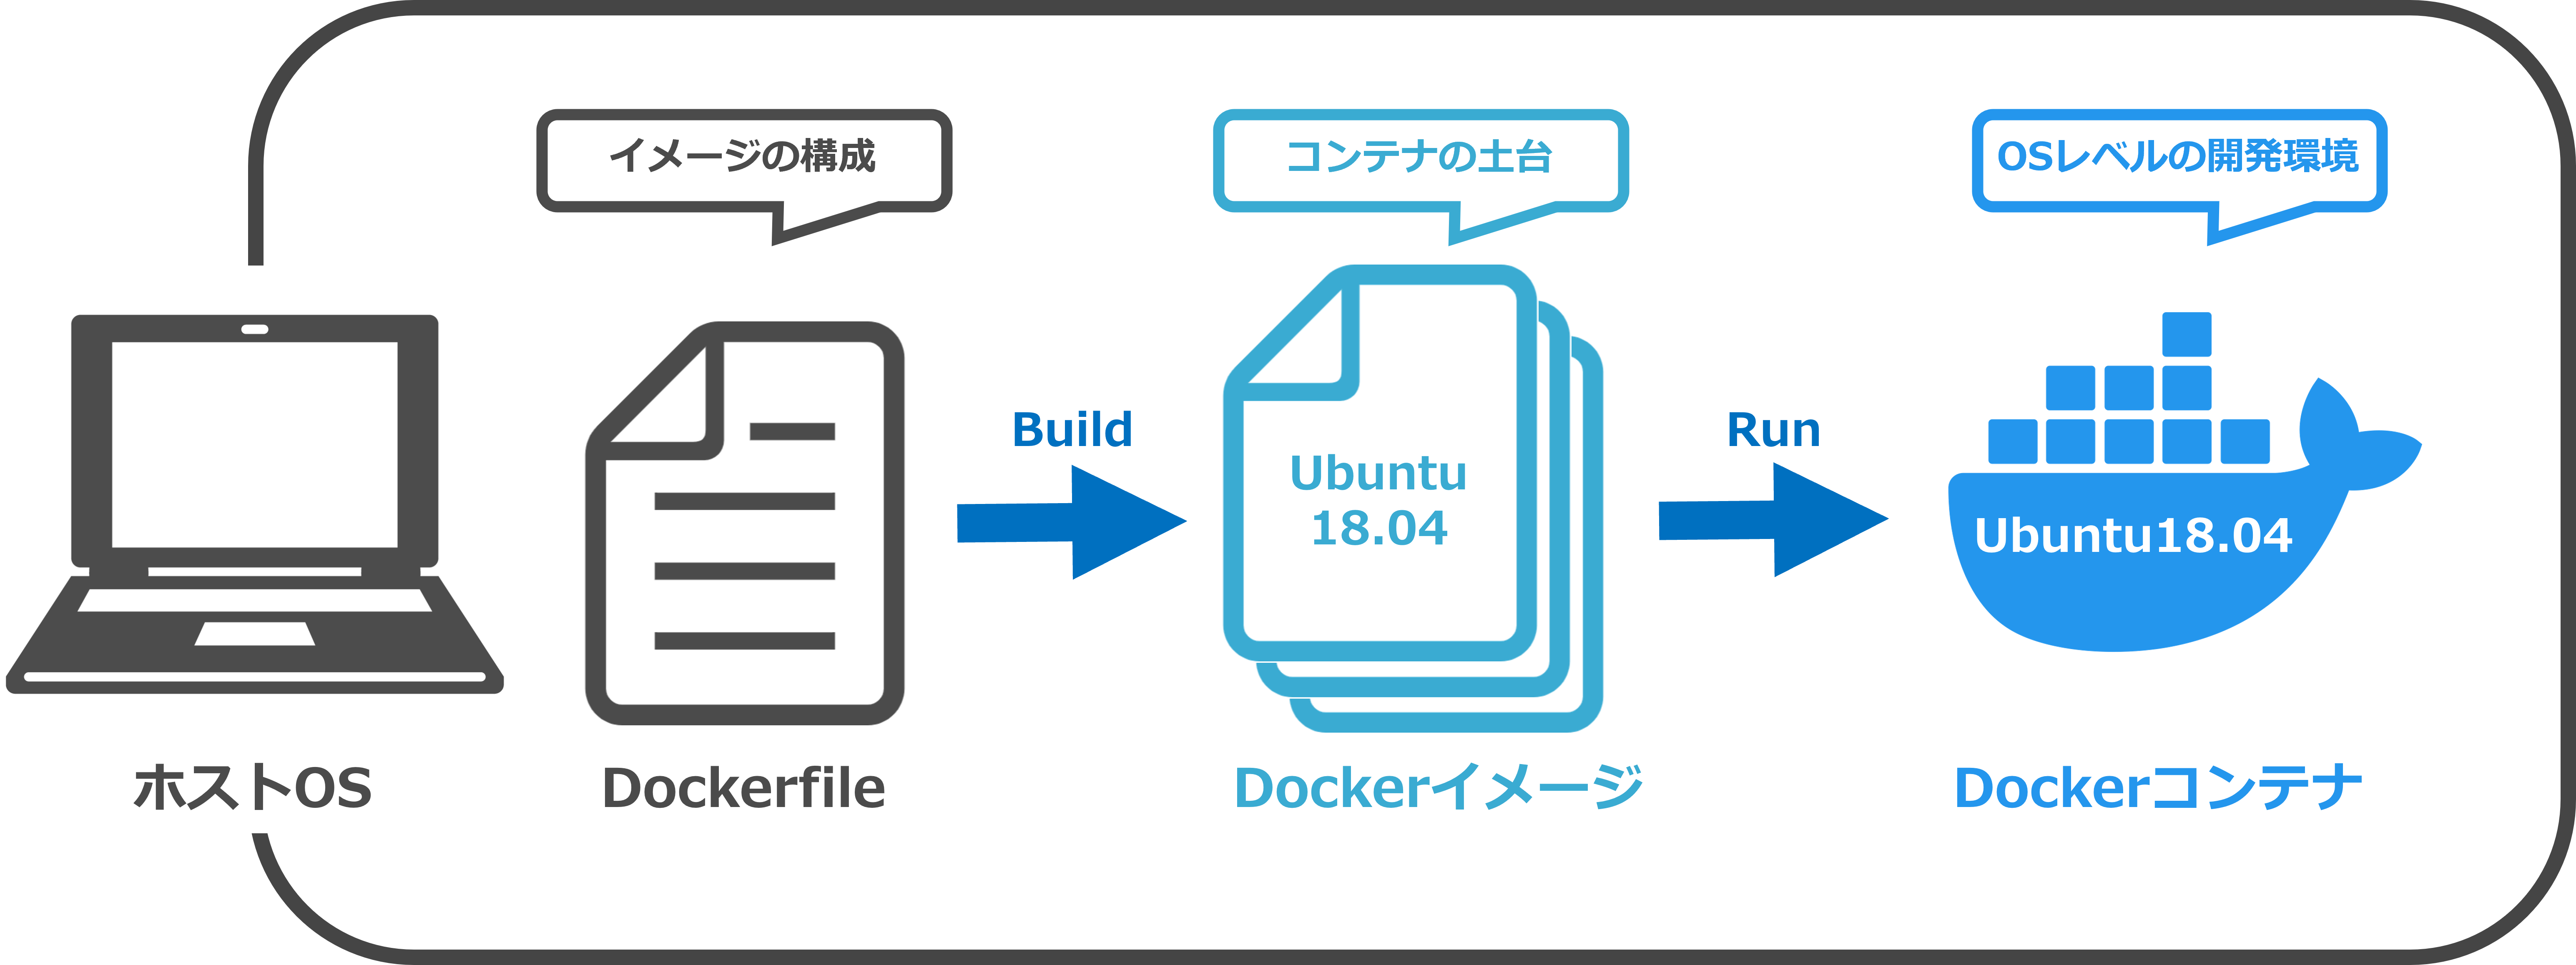 イメージの構成
コンテナの土台
OSレベルの開発環境
Build
Run
Ubuntu
18.04
Ubuntu18.04
ホストOS
Dockerfile
Dockerイメージ
Dockerコンテナ